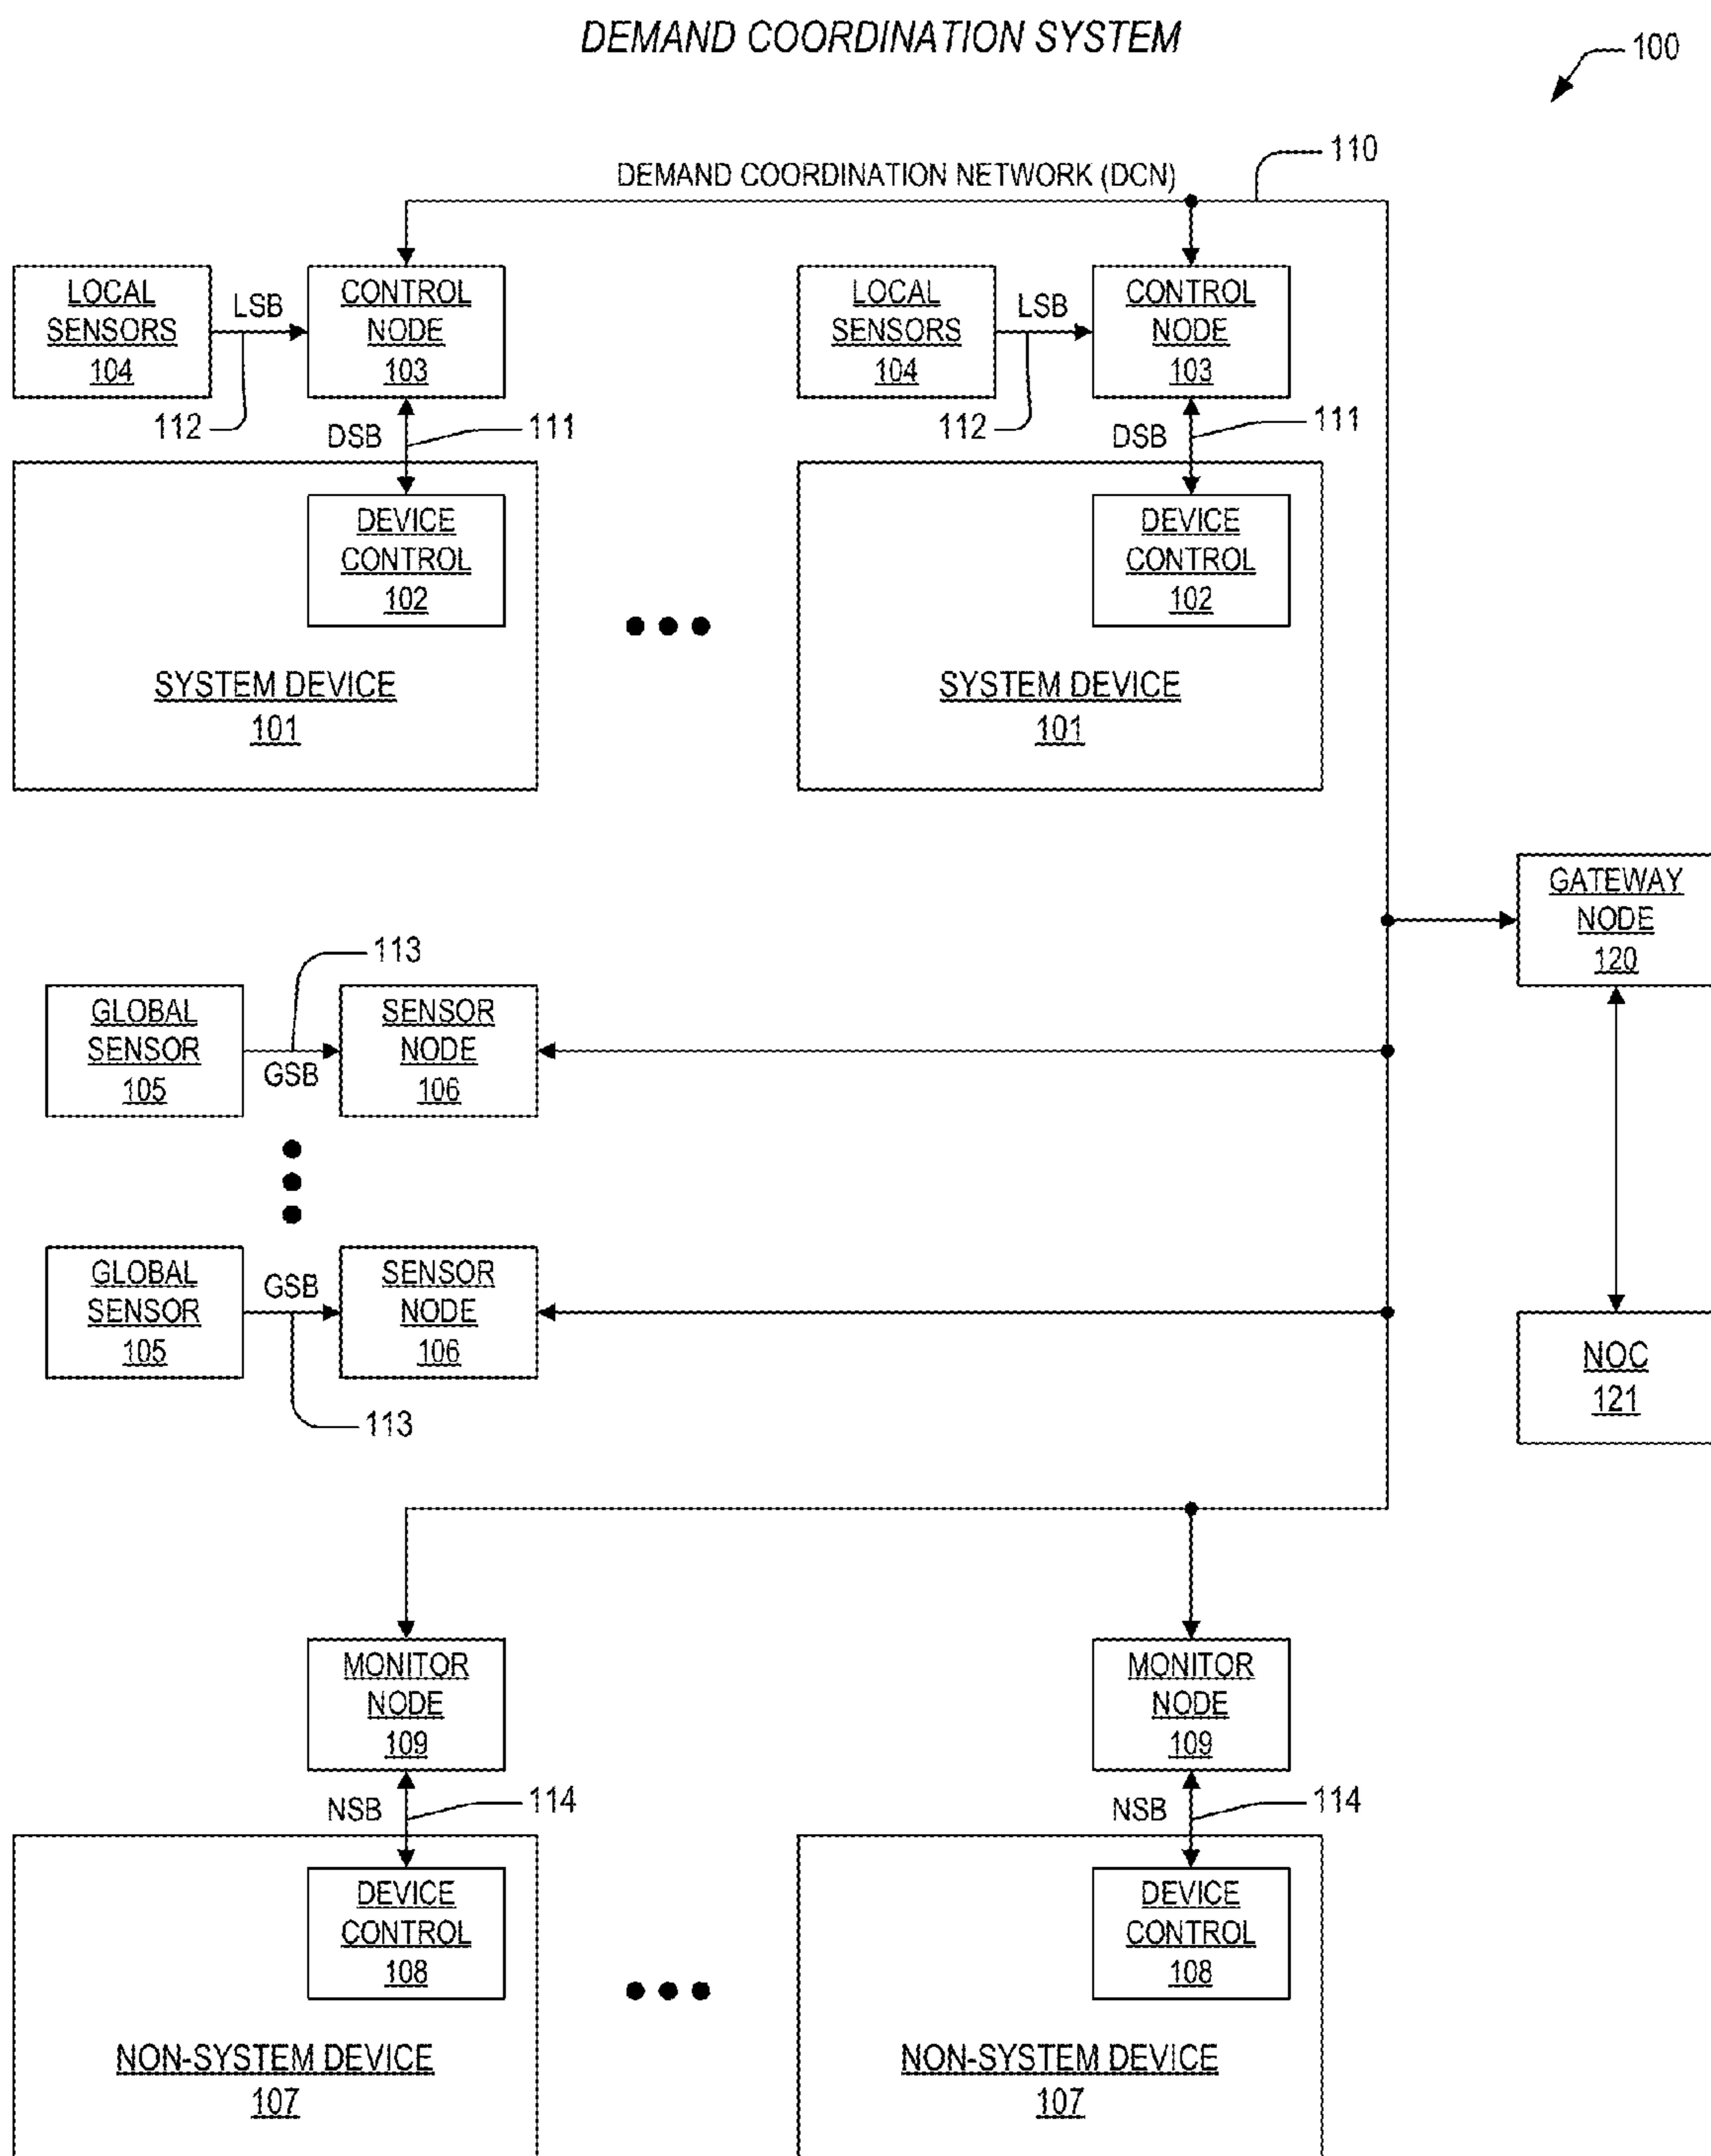 DEMAND COORDINATION SYSTEM
100
110
DEMAND COORDINATION NETWORK (DCN)
LOCAL
SENSORS
104
LSB
112
CONTROL
NODE
103
DSB
111
DEVICE
CONTROL
102
SYSTEM DEVICE
101
LOCAL
SENSORS
104
LSB
112
CONTROL
NODE
103
DSB
111
DEVICE
CONTROL
102
SYSTEM DEVICE
101
GATEWAY
NODE
120
113
GLOBAL
SENSOR
105
GSB
SENSOR
NODE
106
GLOBAL
SENSOR
105
GSB
SENSOR
NODE
106
113
NOC
121
MONITOR
NODE
109
NSB
114
DEVICE
CONTROL
108
NON-SYSTEM DEVICE
107
MONITOR
NODE
109
NSB
114
DEVICE
CONTROL
108
NON-SYSTEM DEVICE
107